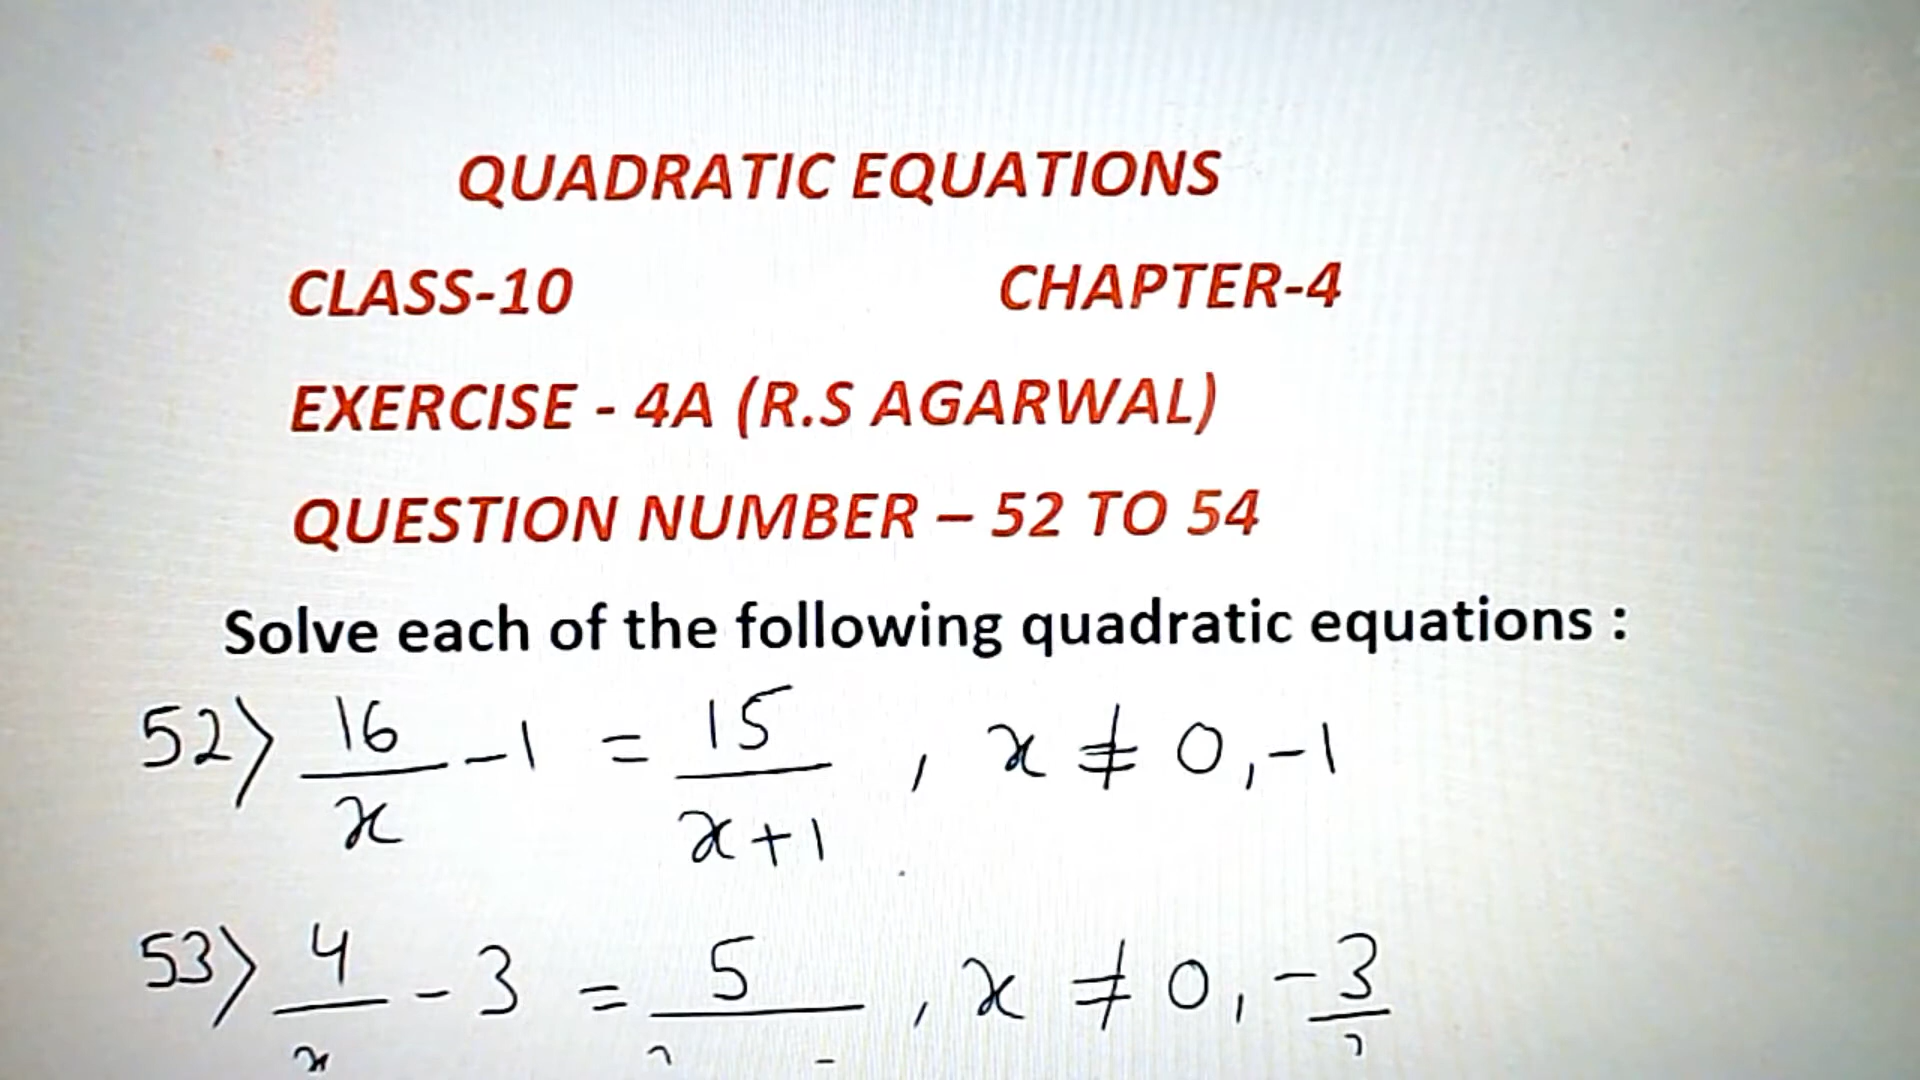 QUADRATIC EQUATIONS
CLASS-10 CHAPTER-4
EXERCISE - 4A (R.S AGARWAL)
QUESTION NUMBER – 52 TO 54
Solve each of the following quadratic equations :
52) 16/x - 1 = 15/(x+1) , x ≠ 0, -1
53) 4/x - 3 = 5/ , x ≠ 0, -3/